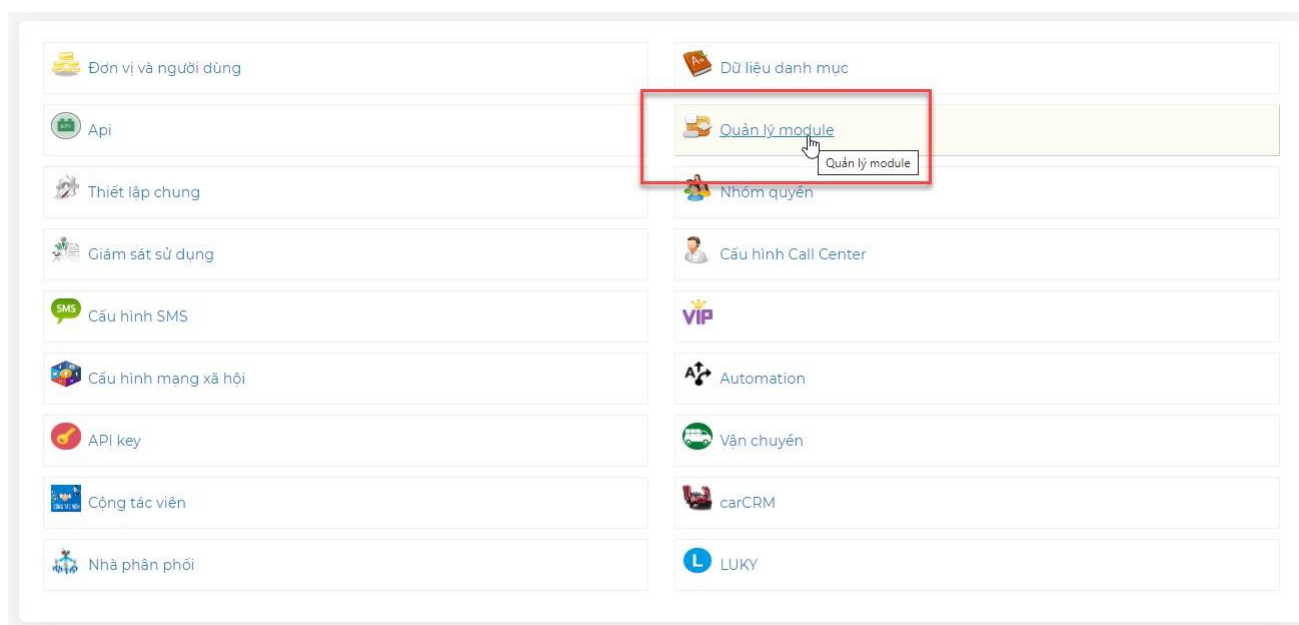 Đơn vị và người dùng
Dữ liệu danh mục
Api
Quản lý module
Quản lý module
Thiết lập chung
Nhóm quyền
Giám sát sử dụng
Cấu hình Call Center
SMS
Cấu hình SMS
VIP
Cấu hình mạng xã hội
Automation
API key
Vận chuyển
Cộng tác viên
carCRM
Nhà phân phối
L
LUKY